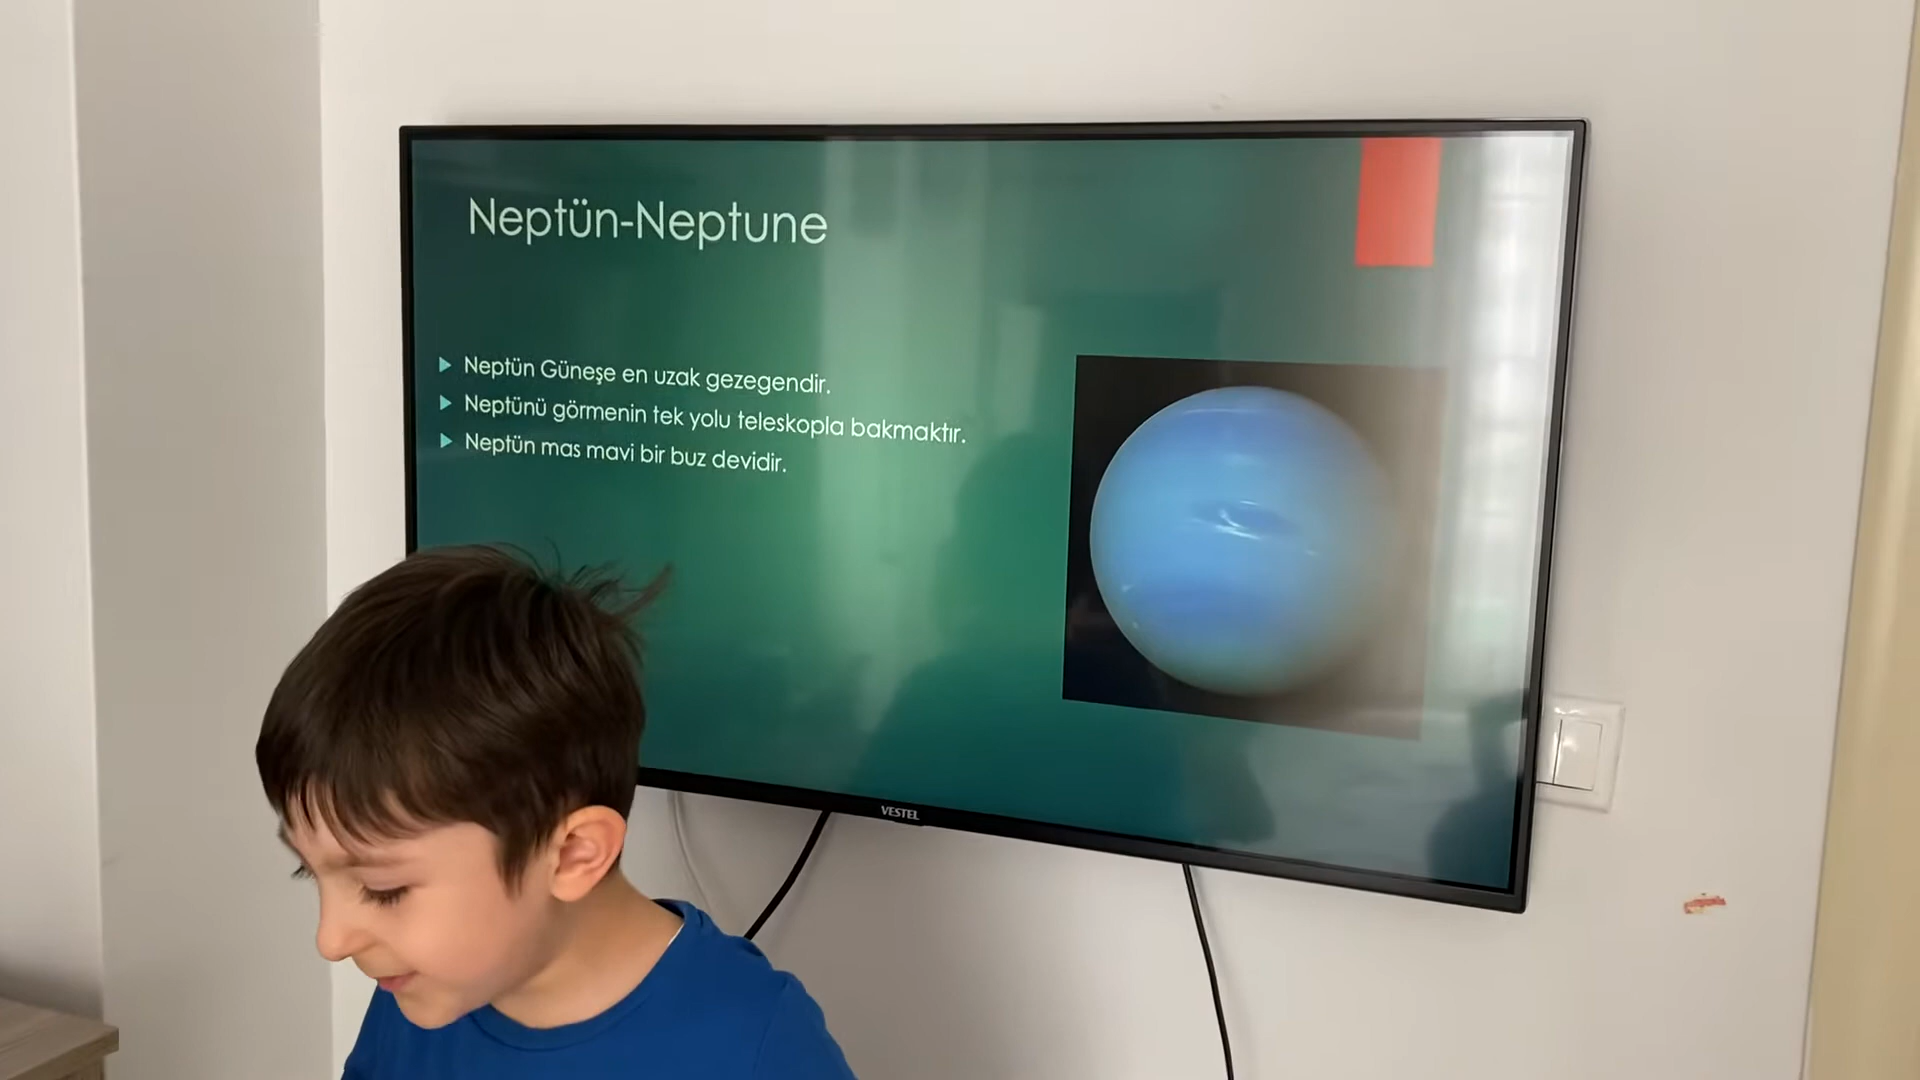 Neptün-Neptune
Neptün Güneşe en uzak gezegendir.
Neptünü görmenin tek yolu teleskopla bakmaktır.
Neptün mas mavi bir buz devidir.
VESTEL